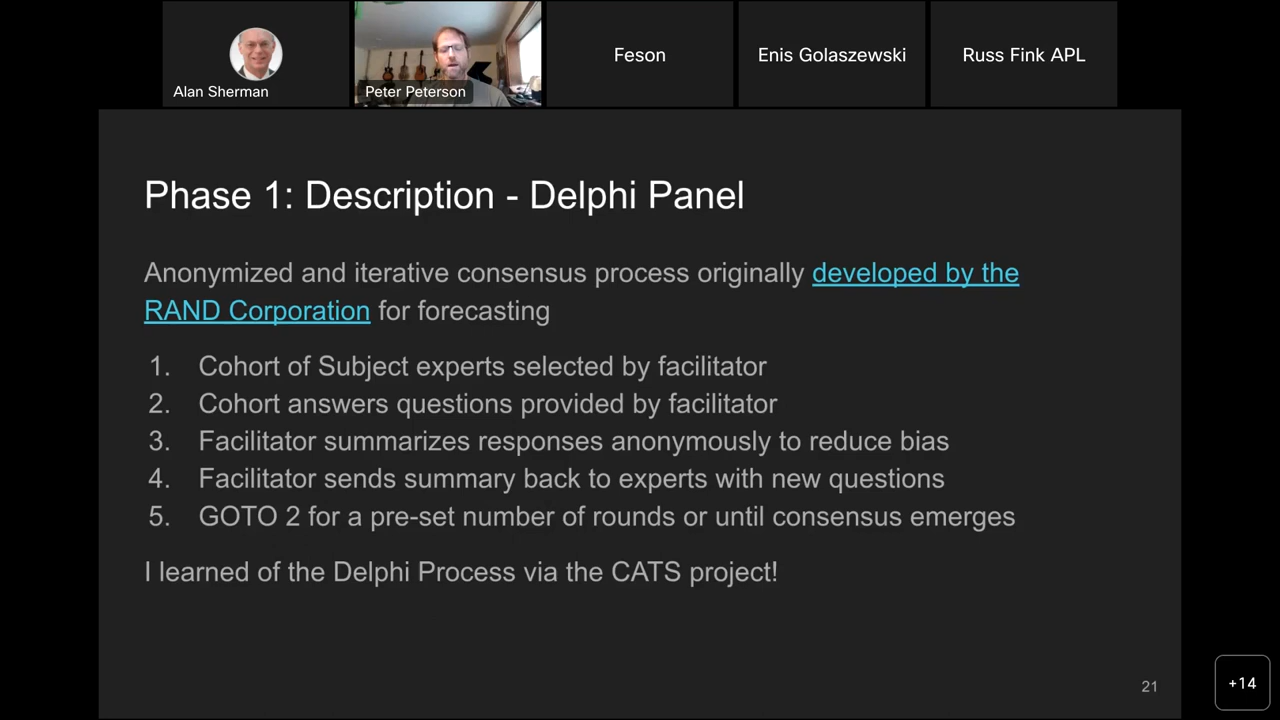 Alan Sherman
Peter Peterson
Feson
Enis Golaszewski
Russ Fink APL
Phase 1: Description - Delphi Panel
Anonymized and iterative consensus process originally developed by the
RAND Corporation for forecasting
1. Cohort of Subject experts selected by facilitator
2. Cohort answers questions provided by facilitator
3. Facilitator summarizes responses anonymously to reduce bias
4. Facilitator sends summary back to experts with new questions
5. GOTO 2 for a pre-set number of rounds or until consensus emerges
I learned of the Delphi Process via the CATS project!
21
+14